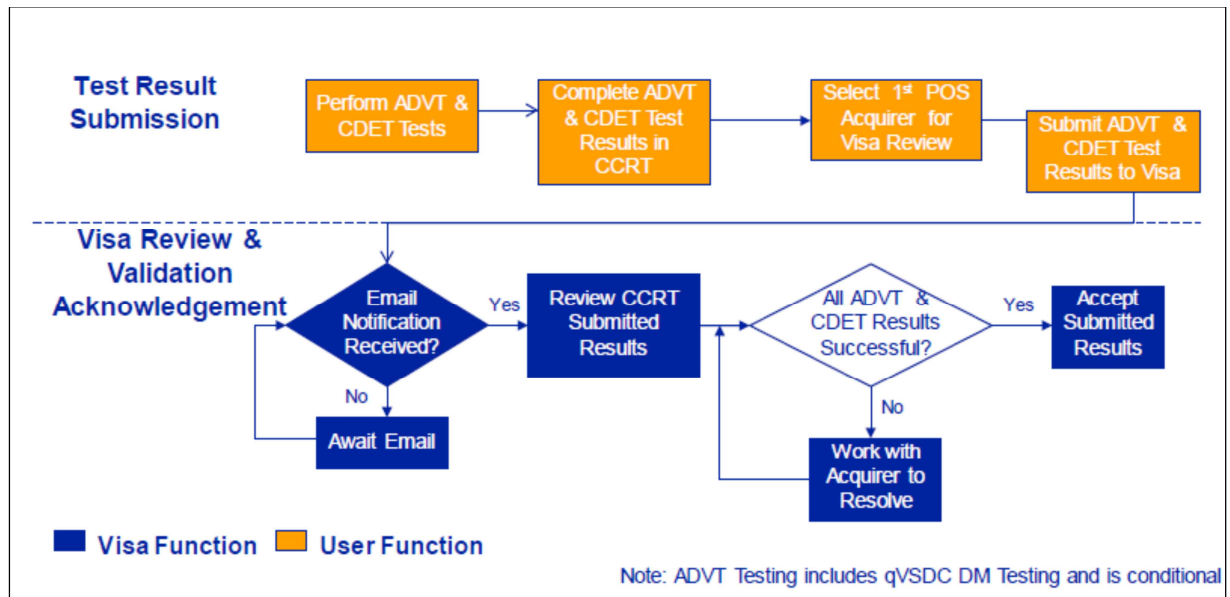 Test Result
Submission
Perform ADVT &
CDET Tests
Complete ADVT
& CDET Test
Results in
CCRT
Select 1st POS
Acquirer for
Visa Review
Submit ADVT &
CDET Test
Results to Visa
Visa Review &
Validation
Acknowledgement
Email
Notification
Received?
Yes
Review CCRT
Submitted
Results
All ADVT &
CDET Results
Successful?
Yes
Accept
Submitted
Results
No
Await Email
No
Work with
Acquirer to
Resolve
Visa Function
User Function
Note: ADVT Testing includes qVSDC DM Testing and is conditional